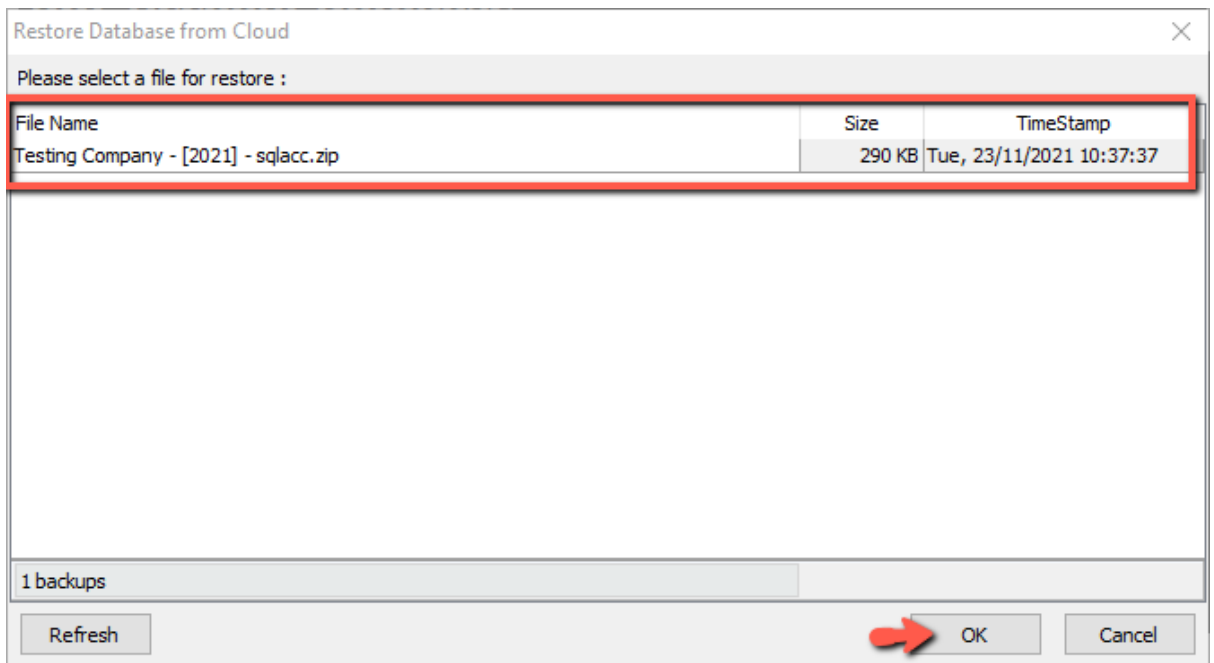 Restore Database from Cloud
Please select a file for restore :
File Name Size TimeStamp
Testing Company - [2021] - sqlacc.zip 290 KB Tue, 23/11/2021 10:37:37
1 backups
Refresh OK Cancel